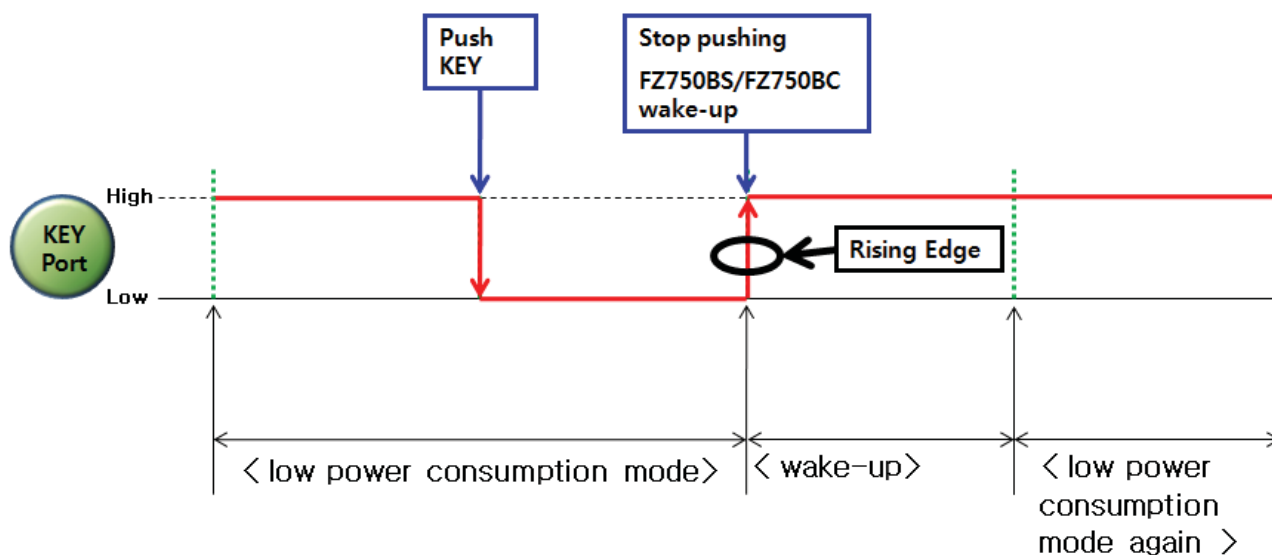 Push
KEY
Stop pushing
FZ750BS/FZ750BC
wake-up
High
KEY
Port
Rising Edge
Low
< low power consumption mode>
< wake-up>
< low power
consumption
mode again >